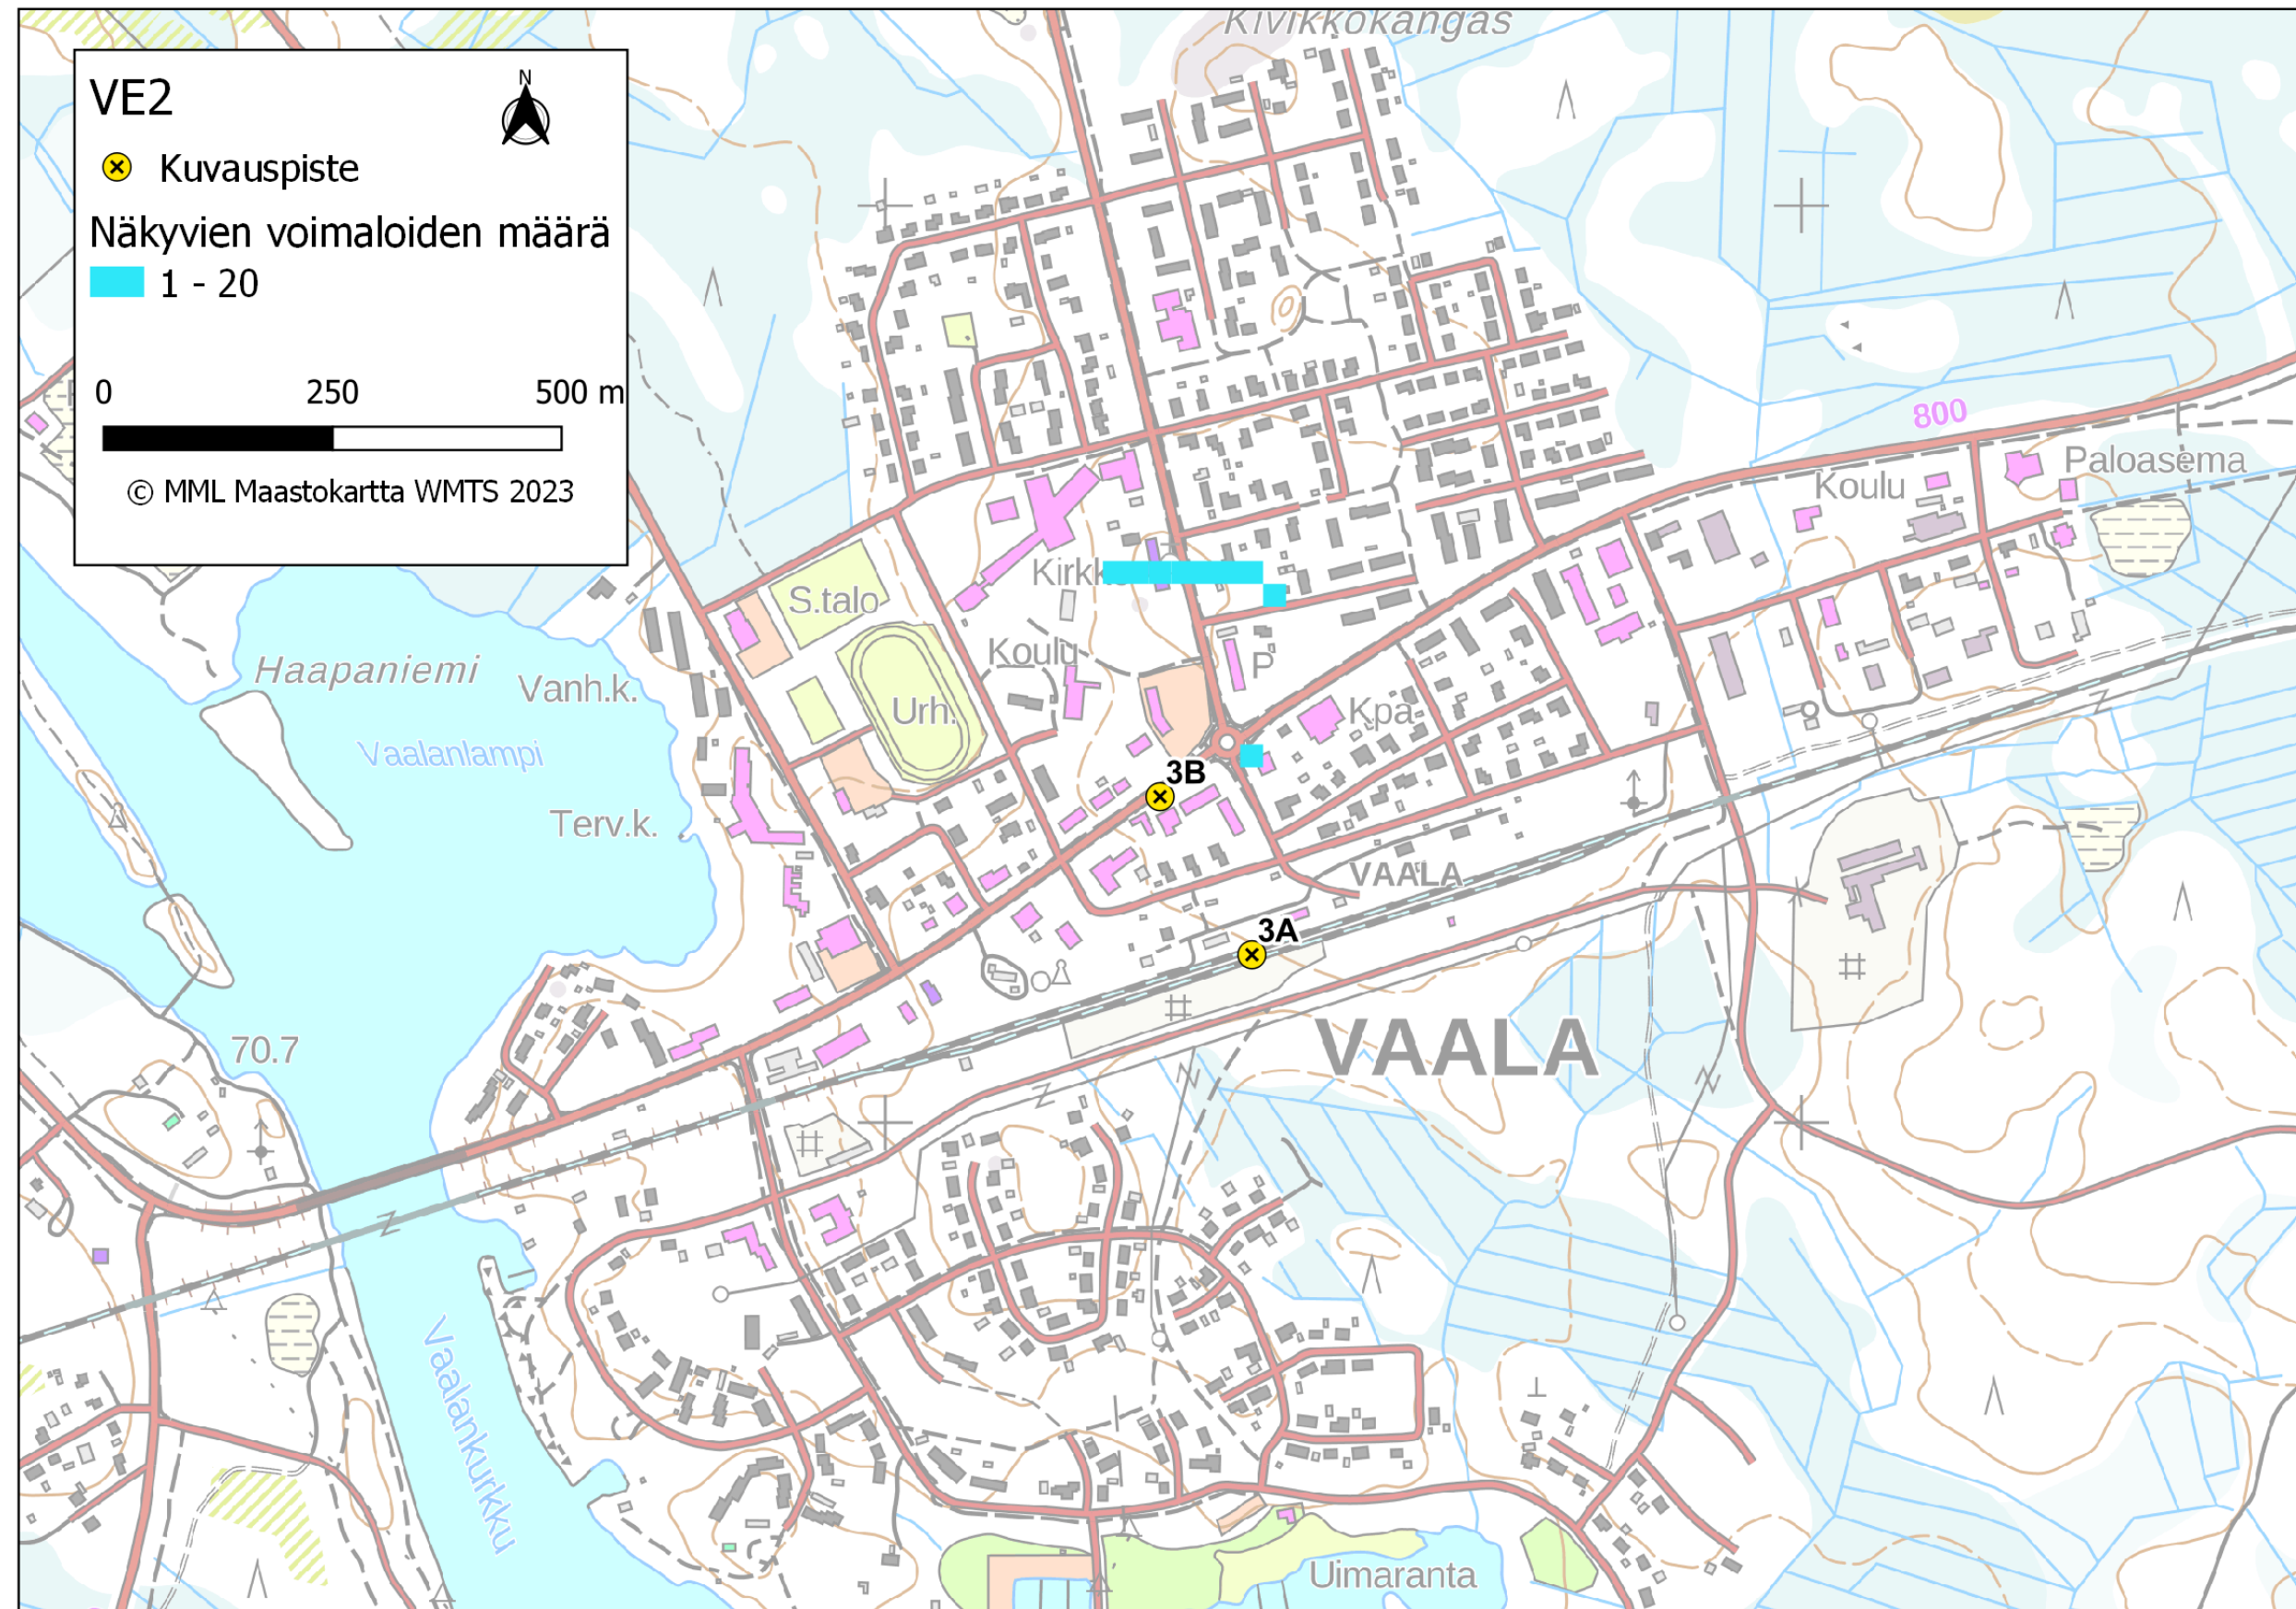 Kivikkokangas
VE2
N
Kuvauspiste
Näkyvien voimaloiden määrä
1 - 20
0 250 500 m
© MML Maastokartta WMTS 2023
800
Paloasema
Koulu
S.talo
Koulu
P
Haapaniemi
Vanh.k.
Urh.
Kpa
Vaalanlampi
3B
Terv.k.
VAALA
3A
VAALA
70.7
Vaalankurkku
Uimaranta